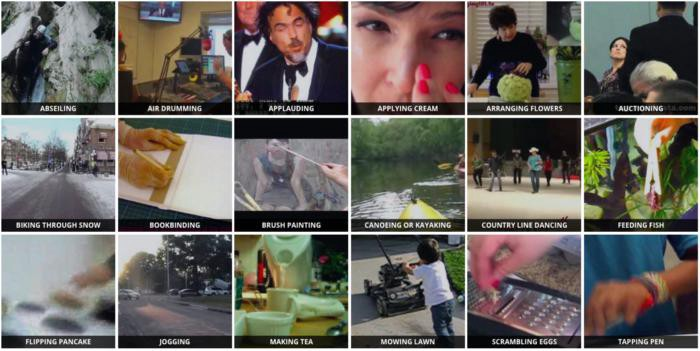 ABSEILING
AIR DRUMMING
APPLAUDING
APPLYING CREAM
ARRANGING FLOWERS
AUCTIONING
BIKING THROUGH SNOW
BOOKBINDING
BRUSH PAINTING
CANOEING OR KAYAKING
COUNTRY LINE DANCING
FEEDING FISH
FLIPPING PANCAKE
JOGGING
MAKING TEA
MOWING LAWN
SCRAMBLING EGGS
TAPPING PEN